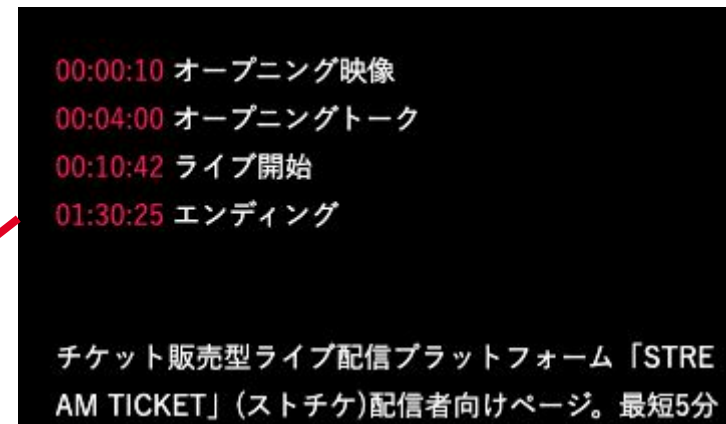 00:00:10 オープニング映像
00:04:00 オープニングトーク
00:10:42 ライブ開始
01:30:25 エンディング
チケット販売型ライブ配信プラットフォーム「STRE
AM TICKET」(ストチケ)配信者向けページ。最短5分